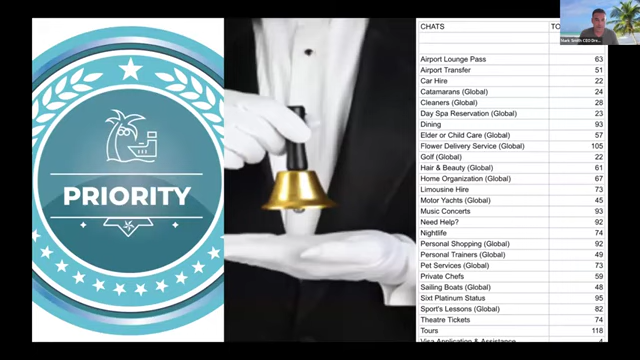 PRIORITY
CHATS
TO
Mark Smith CEO Dre...
Airport Lounge Pass 63
Airport Transfer 51
Car Hire 22
Catamarans (Global) 24
Cleaners (Global) 28
Day Spa Reservation (Global) 23
Dining 93
Elder or Child Care (Global) 57
Flower Delivery Service (Global) 105
Golf (Global) 22
Hair & Beauty (Global) 61
Home Organization (Global) 67
Limousine Hire 73
Motor Yachts (Global) 45
Music Concerts 93
Need Help? 92
Nightlife 74
Personal Shopping (Global) 92
Personal Trainers (Global) 49
Pet Services (Global) 73
Private Chefs 59
Sailing Boats (Global) 48
Sixt Platinum Status 95
Sport's Lessons (Global) 82
Theatre Tickets 74
Tours 118
Visa Application & Assistance 4